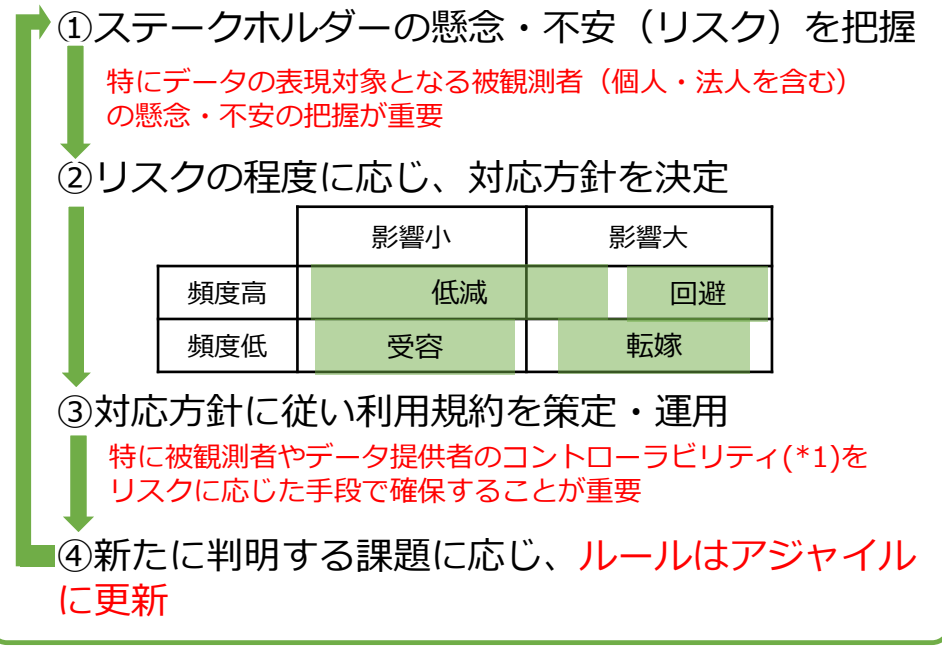 ①ステークホルダーの懸念・不安（リスク）を把握
特にデータの表現対象となる被観測者（個人・法人を含む）
の懸念・不安の把握が重要
②リスクの程度に応じ、対応方針を決定
影響小 影響大
頻度高 低減 回避
頻度低 受容 転嫁
③対応方針に従い利用規約を策定・運用
特に被観測者やデータ提供者のコントローラビリティ(*1)を
リスクに応じた手段で確保することが重要
④新たに判明する課題に応じ、ルールはアジャイル
に更新